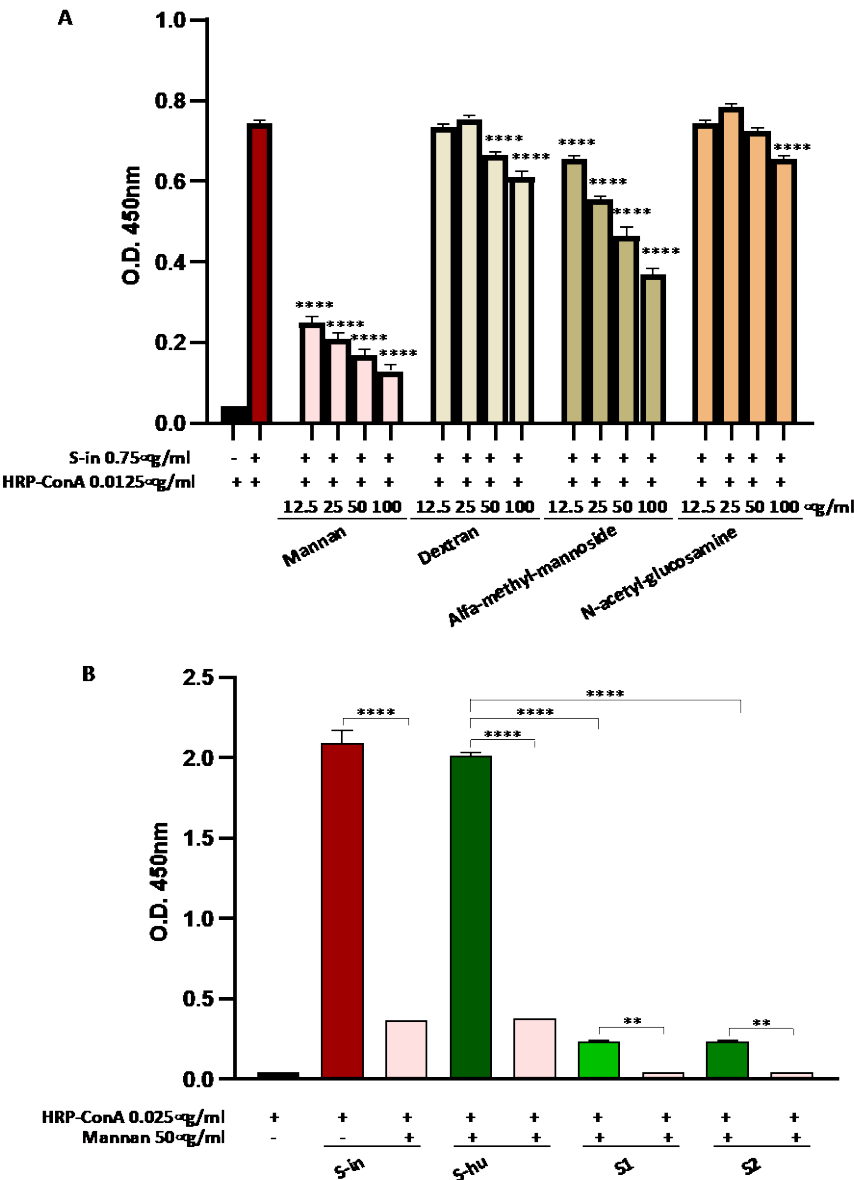 A
1.0
0.8
0.6
0.4
0.2
0.0
O.D. 450nm
**** **** **** ****
**** ****
**** **** **** ****
****
S-in 0.75∝g/ml - + + + + + + + + + + + + + + + + +
HRP-ConA 0.0125∝g/ml + + + + + + + + + + + + + + + + + +
12.5 25 50 100 12.5 25 50 100 12.5 25 50 100 12.5 25 50 100 ∝g/ml
Mannan Dextran Alfa-methyl-mannoside N-acetyl-glucosamine
B
2.5
2.0
1.5
1.0
0.5
0.0
O.D. 450nm
****
****
****
****
** **
HRP-ConA 0.025∝g/ml + + + + + + + + +
Mannan 50∝g/ml - - + + + + + + +
S-in S-hu S1 S2